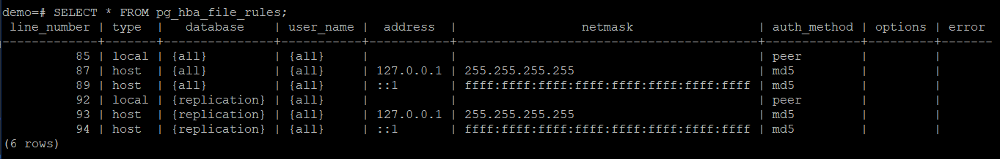 demo=# SELECT * FROM pg_hba_file_rules;
 line_number | type  |   database    | user_name |  address  |                 netmask                 | auth_method | options | error
-------------+-------+---------------+-----------+-----------+-----------------------------------------+-------------+---------+-------
          85 | local | {all}         | {all}     |           |                                         | peer        |         |
          87 | host  | {all}         | {all}     | 127.0.0.1 | 255.255.255.255                         | md5         |         |
          89 | host  | {all}         | {all}     | ::1       | ffff:ffff:ffff:ffff:ffff:ffff:ffff:ffff | md5         |         |
          92 | local | {replication} | {all}     |           |                                         | peer        |         |
          93 | host  | {replication} | {all}     | 127.0.0.1 | 255.255.255.255                         | md5         |         |
          94 | host  | {replication} | {all}     | ::1       | ffff:ffff:ffff:ffff:ffff:ffff:ffff:ffff | md5         |         |
(6 rows)